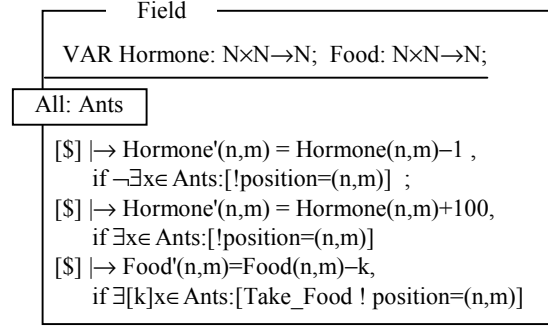 Field
VAR Hormone: N×N→N; Food: N×N→N;
All: Ants
[$] |→ Hormone'(n,m) = Hormone(n,m)−1 ,
if ¬∃x∈Ants:[!position=(n,m)] ;
[$] |→ Hormone'(n,m) = Hormone(n,m)+100,
if ∃x∈Ants:[!position=(n,m)]
[$] |→ Food'(n,m)=Food(n,m)−k,
if ∃[k]x∈Ants:[Take_Food ! position=(n,m)]